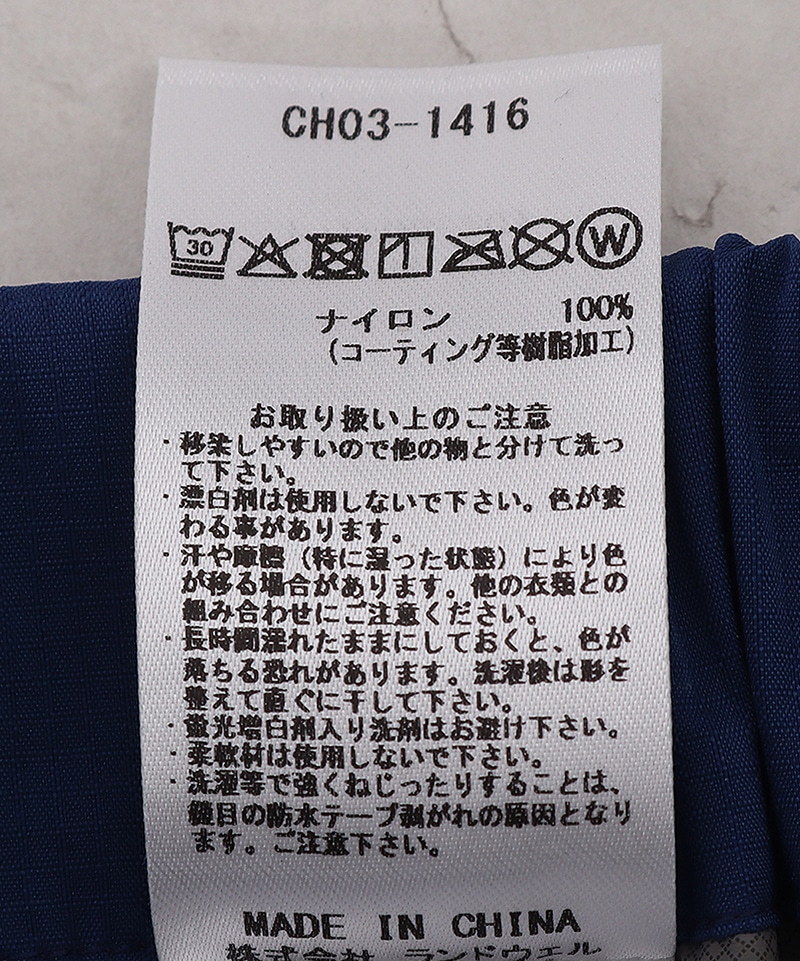 CH03-1416
30 W
ナイロン 100%
(コーティング等樹脂加工)
お取り扱い上のご注意
・移染しやすいので他の物と分けて洗っ
て下さい。
・漂白剤は使用しないで下さい。色が変
わる事があります。
・汗や摩擦（特に湿った状態）により色
が移る場合があります。他の衣類との
組み合わせにご注意ください。
・長時間濡れたままにしておくと、色が
落ちる恐れがあります。洗濯後は形を
整えて直ぐに干して下さい。
・蛍光増白剤入り洗剤はお避け下さい。
・柔軟材は使用しないで下さい。
・洗濯等で強くねじったりすることは、
縫目の防水テープ剥がれの原因となり
ます。ご注意下さい。
MADE IN CHINA
株式会社 ランドウエル